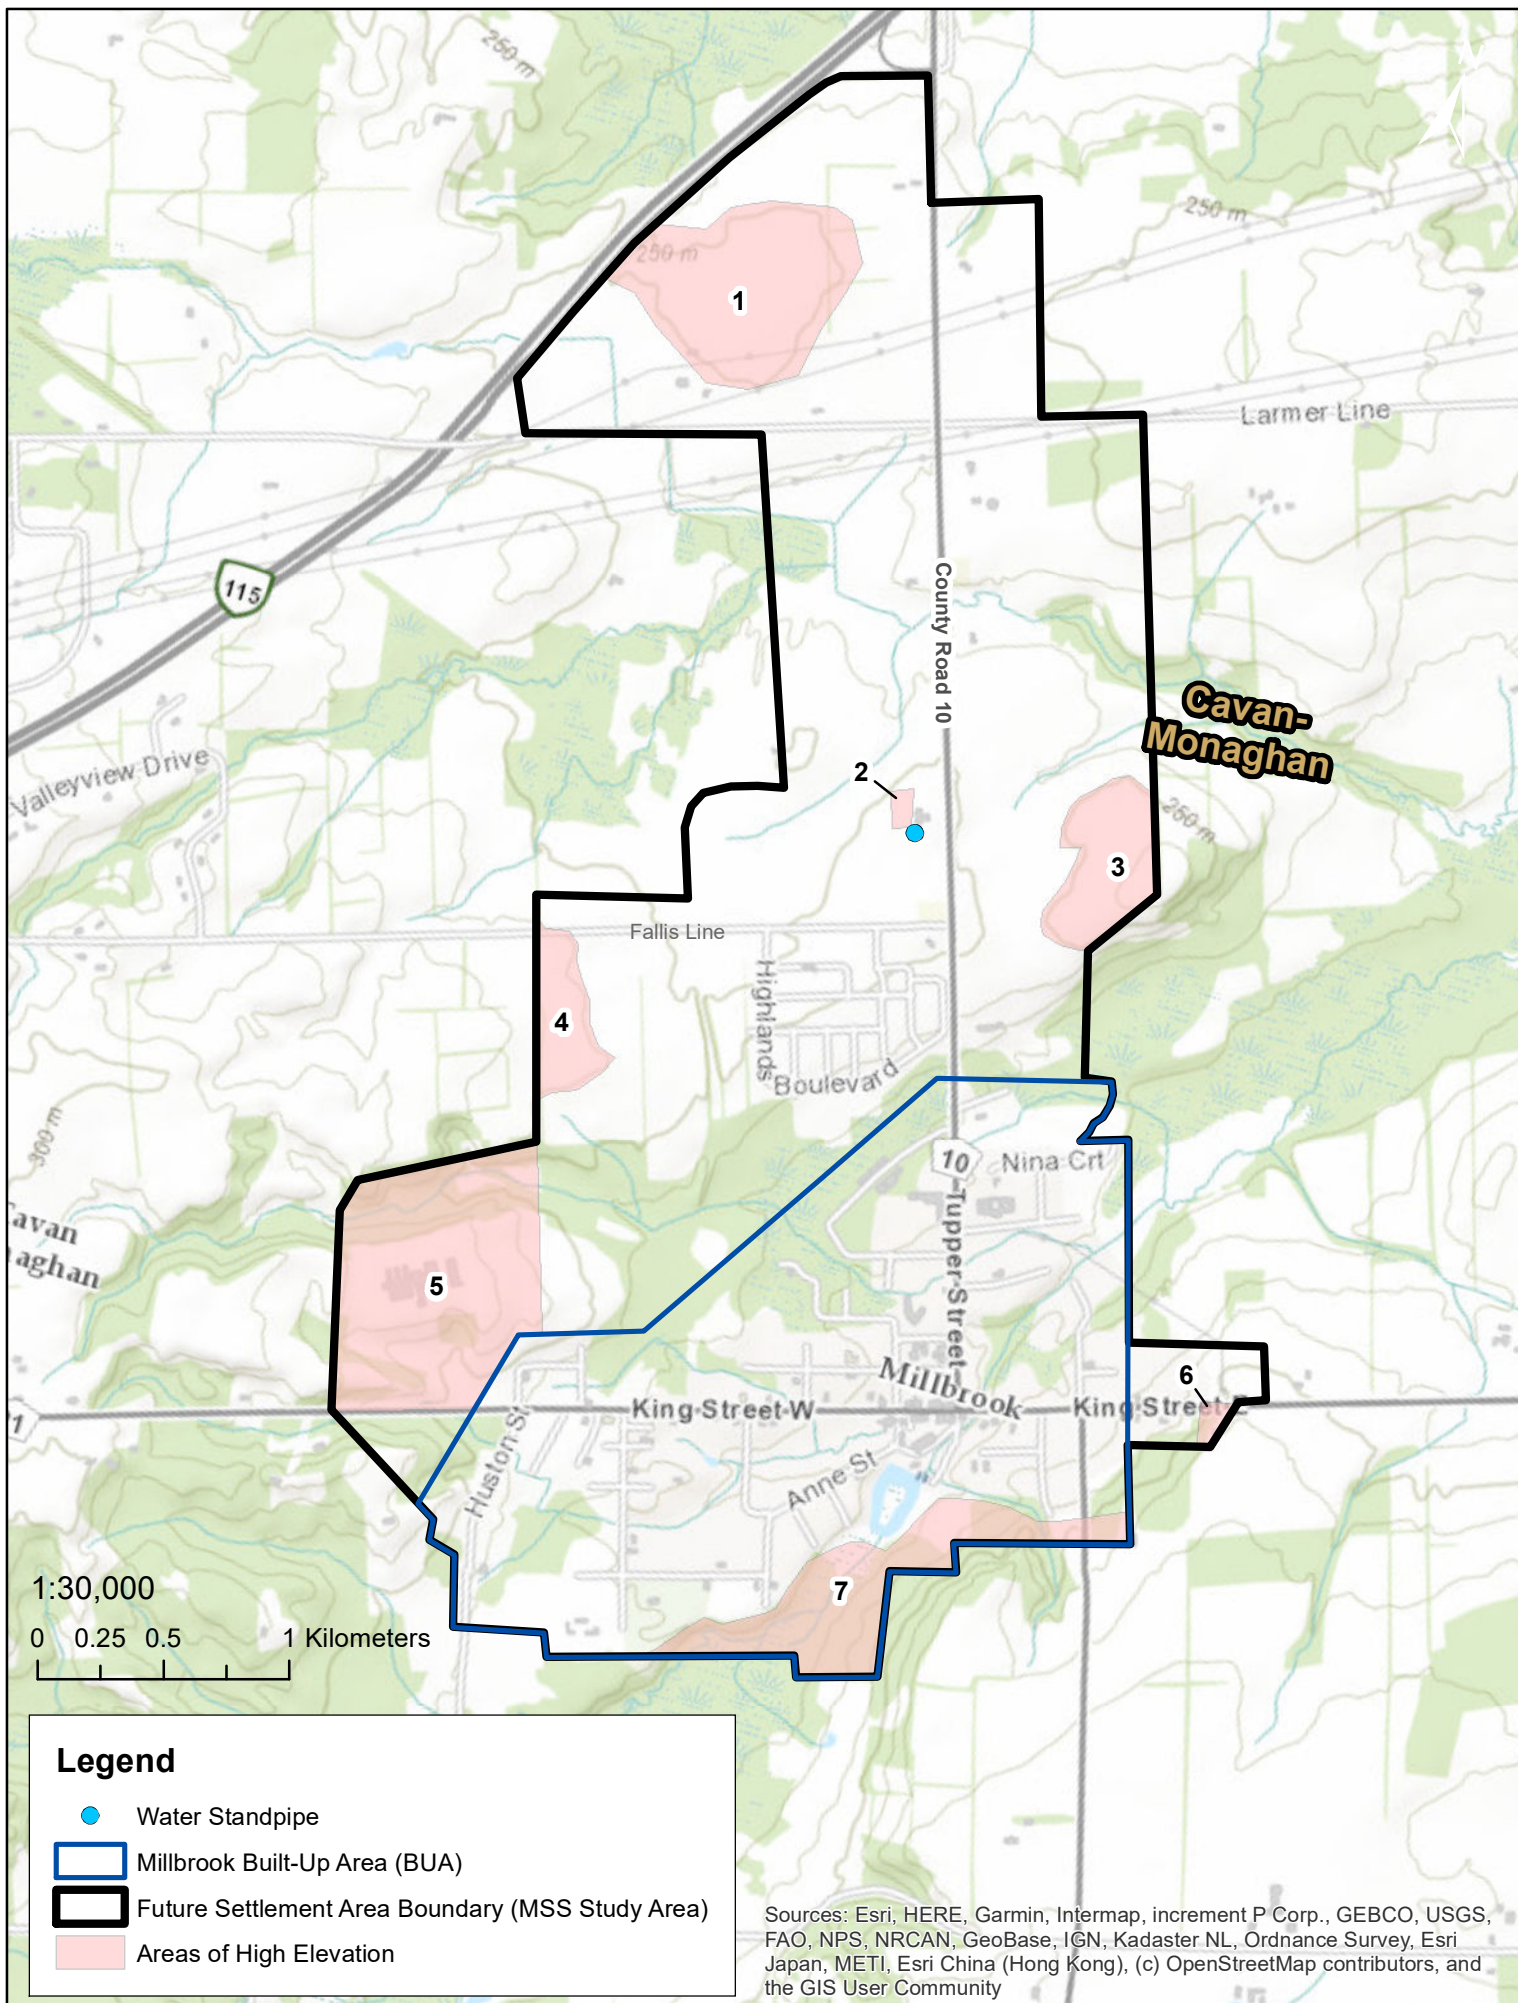 250 m
250 m
250 m
1
Larmer Line
115
County Road 10
Cavan-
Monaghan
Valleyview Drive
2
250 m
3
Fallis Line
Highlands
Boulevard
4
300 m
10
Nina Crt
Tupper Street
avan
aghan
5
6
Millbrook
King Street W
King Street E
Huston St
Anne St
7
1:30,000
0 0.25 0.5 1 Kilometers
Legend
Water Standpipe
Millbrook Built-Up Area (BUA)
Future Settlement Area Boundary (MSS Study Area)
Areas of High Elevation
Sources: Esri, HERE, Garmin, Intermap, increment P Corp., GEBCO, USGS,
FAO, NPS, NRCAN, GeoBase, IGN, Kadaster NL, Ordnance Survey, Esri
Japan, METI, Esri China (Hong Kong), (c) OpenStreetMap contributors, and
the GIS User Community